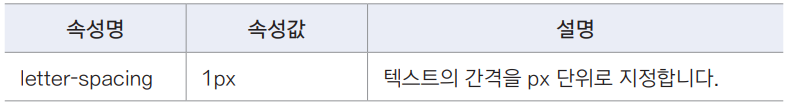 속성명 속성값 설명
letter-spacing 1px 텍스트의 간격을 px 단위로 지정합니다.